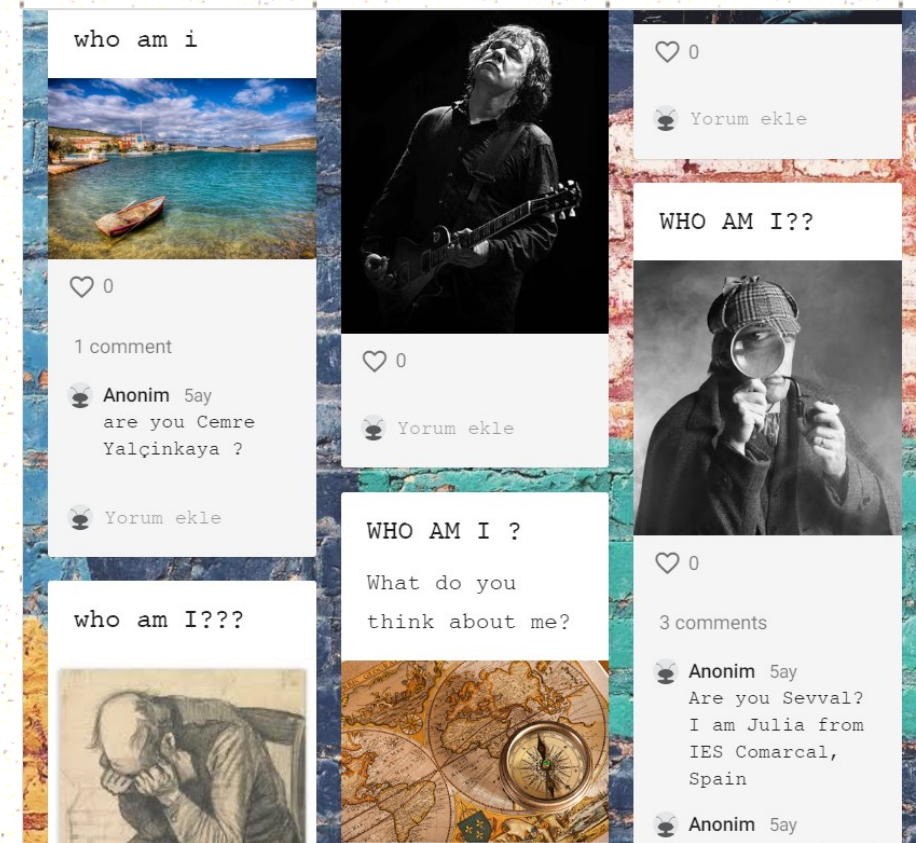 who am i
0
1 comment
Anonim 5ay
are you Cemre
Yalçinkaya ?
Yorum ekle
who am I???
0
Yorum ekle
WHO AM I ?
What do you
think about me?
0
Yorum ekle
WHO AM I??
0
3 comments
Anonim 5ay
Are you Sevval?
I am Julia from
IES Comarcal,
Spain
Anonim 5ay